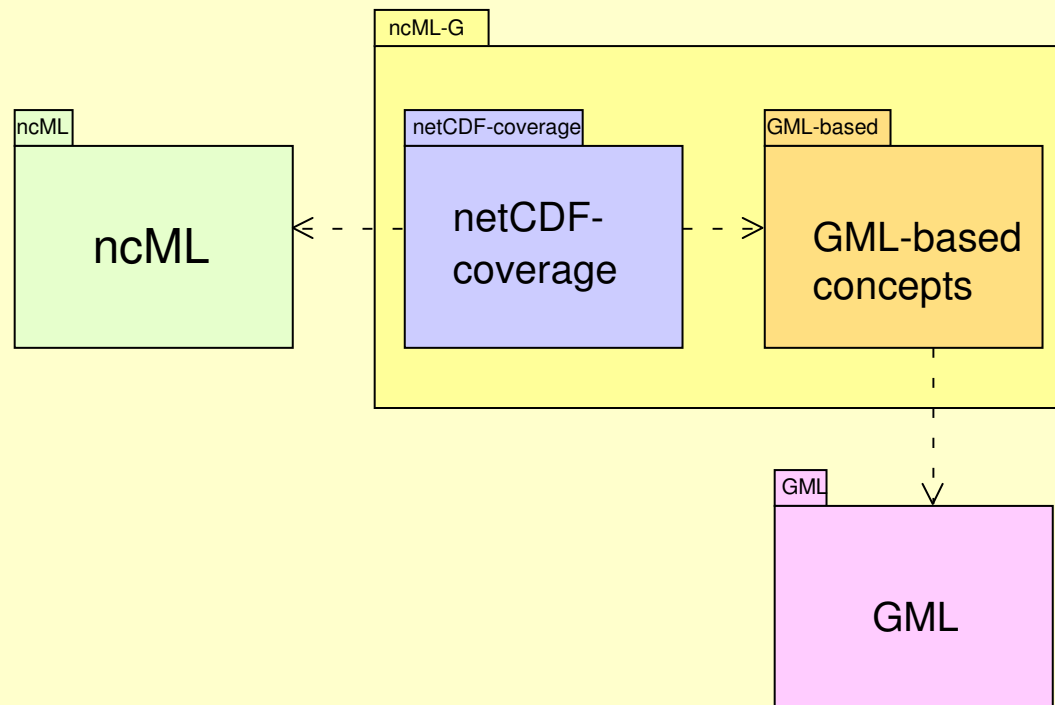 ncML-G
ncML
netCDF-coverage
GML-based
ncML
netCDF-
coverage
GML-based
concepts
GML
GML